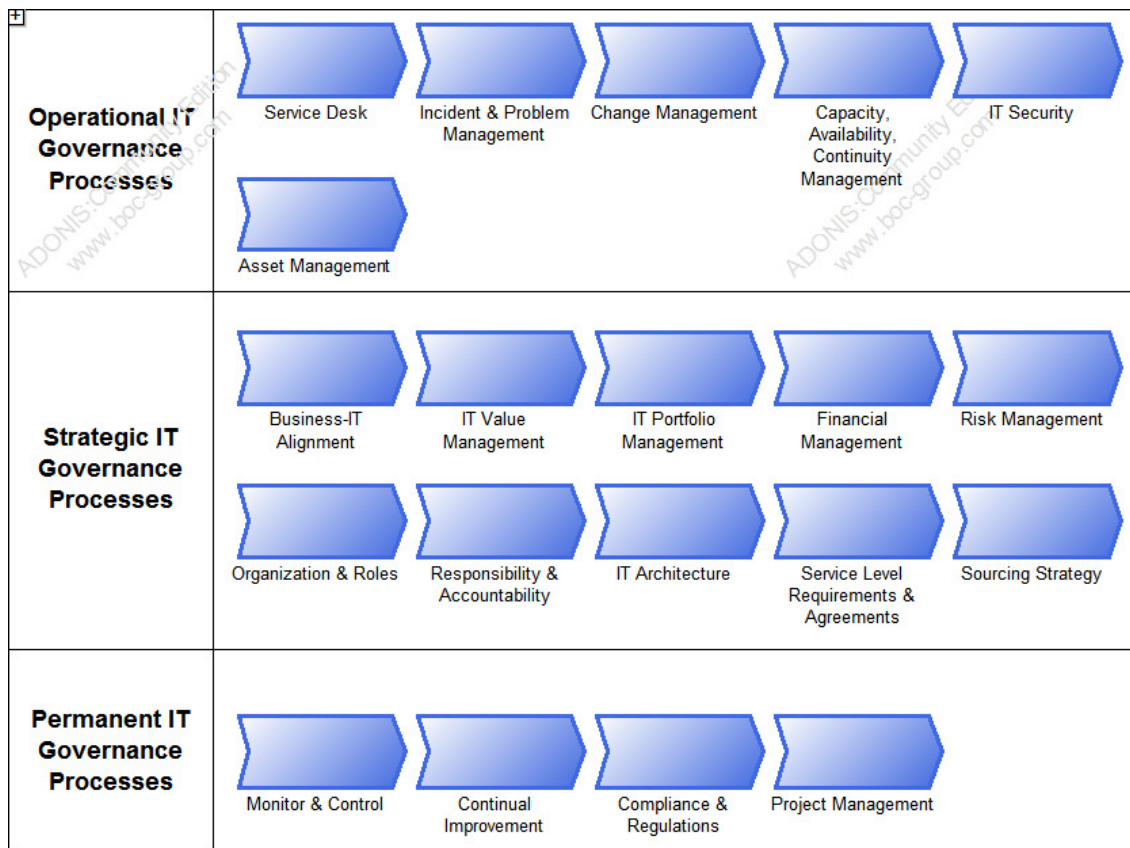 Operational IT
Governance
Processes
Service Desk
Incident & Problem
Management
Change Management
Capacity,
Availability,
Continuity
Management
IT Security
Asset Management
ADONIS:Community Edition
www.boc-group.com
ADONIS:Community Edition
www.boc-group.com
Strategic IT
Governance
Processes
Business-IT
Alignment
IT Value
Management
IT Portfolio
Management
Financial
Management
Risk Management
Organization & Roles
Responsibility &
Accountability
IT Architecture
Service Level
Requirements &
Agreements
Sourcing Strategy
Permanent IT
Governance
Processes
Monitor & Control
Continual
Improvement
Compliance &
Regulations
Project Management